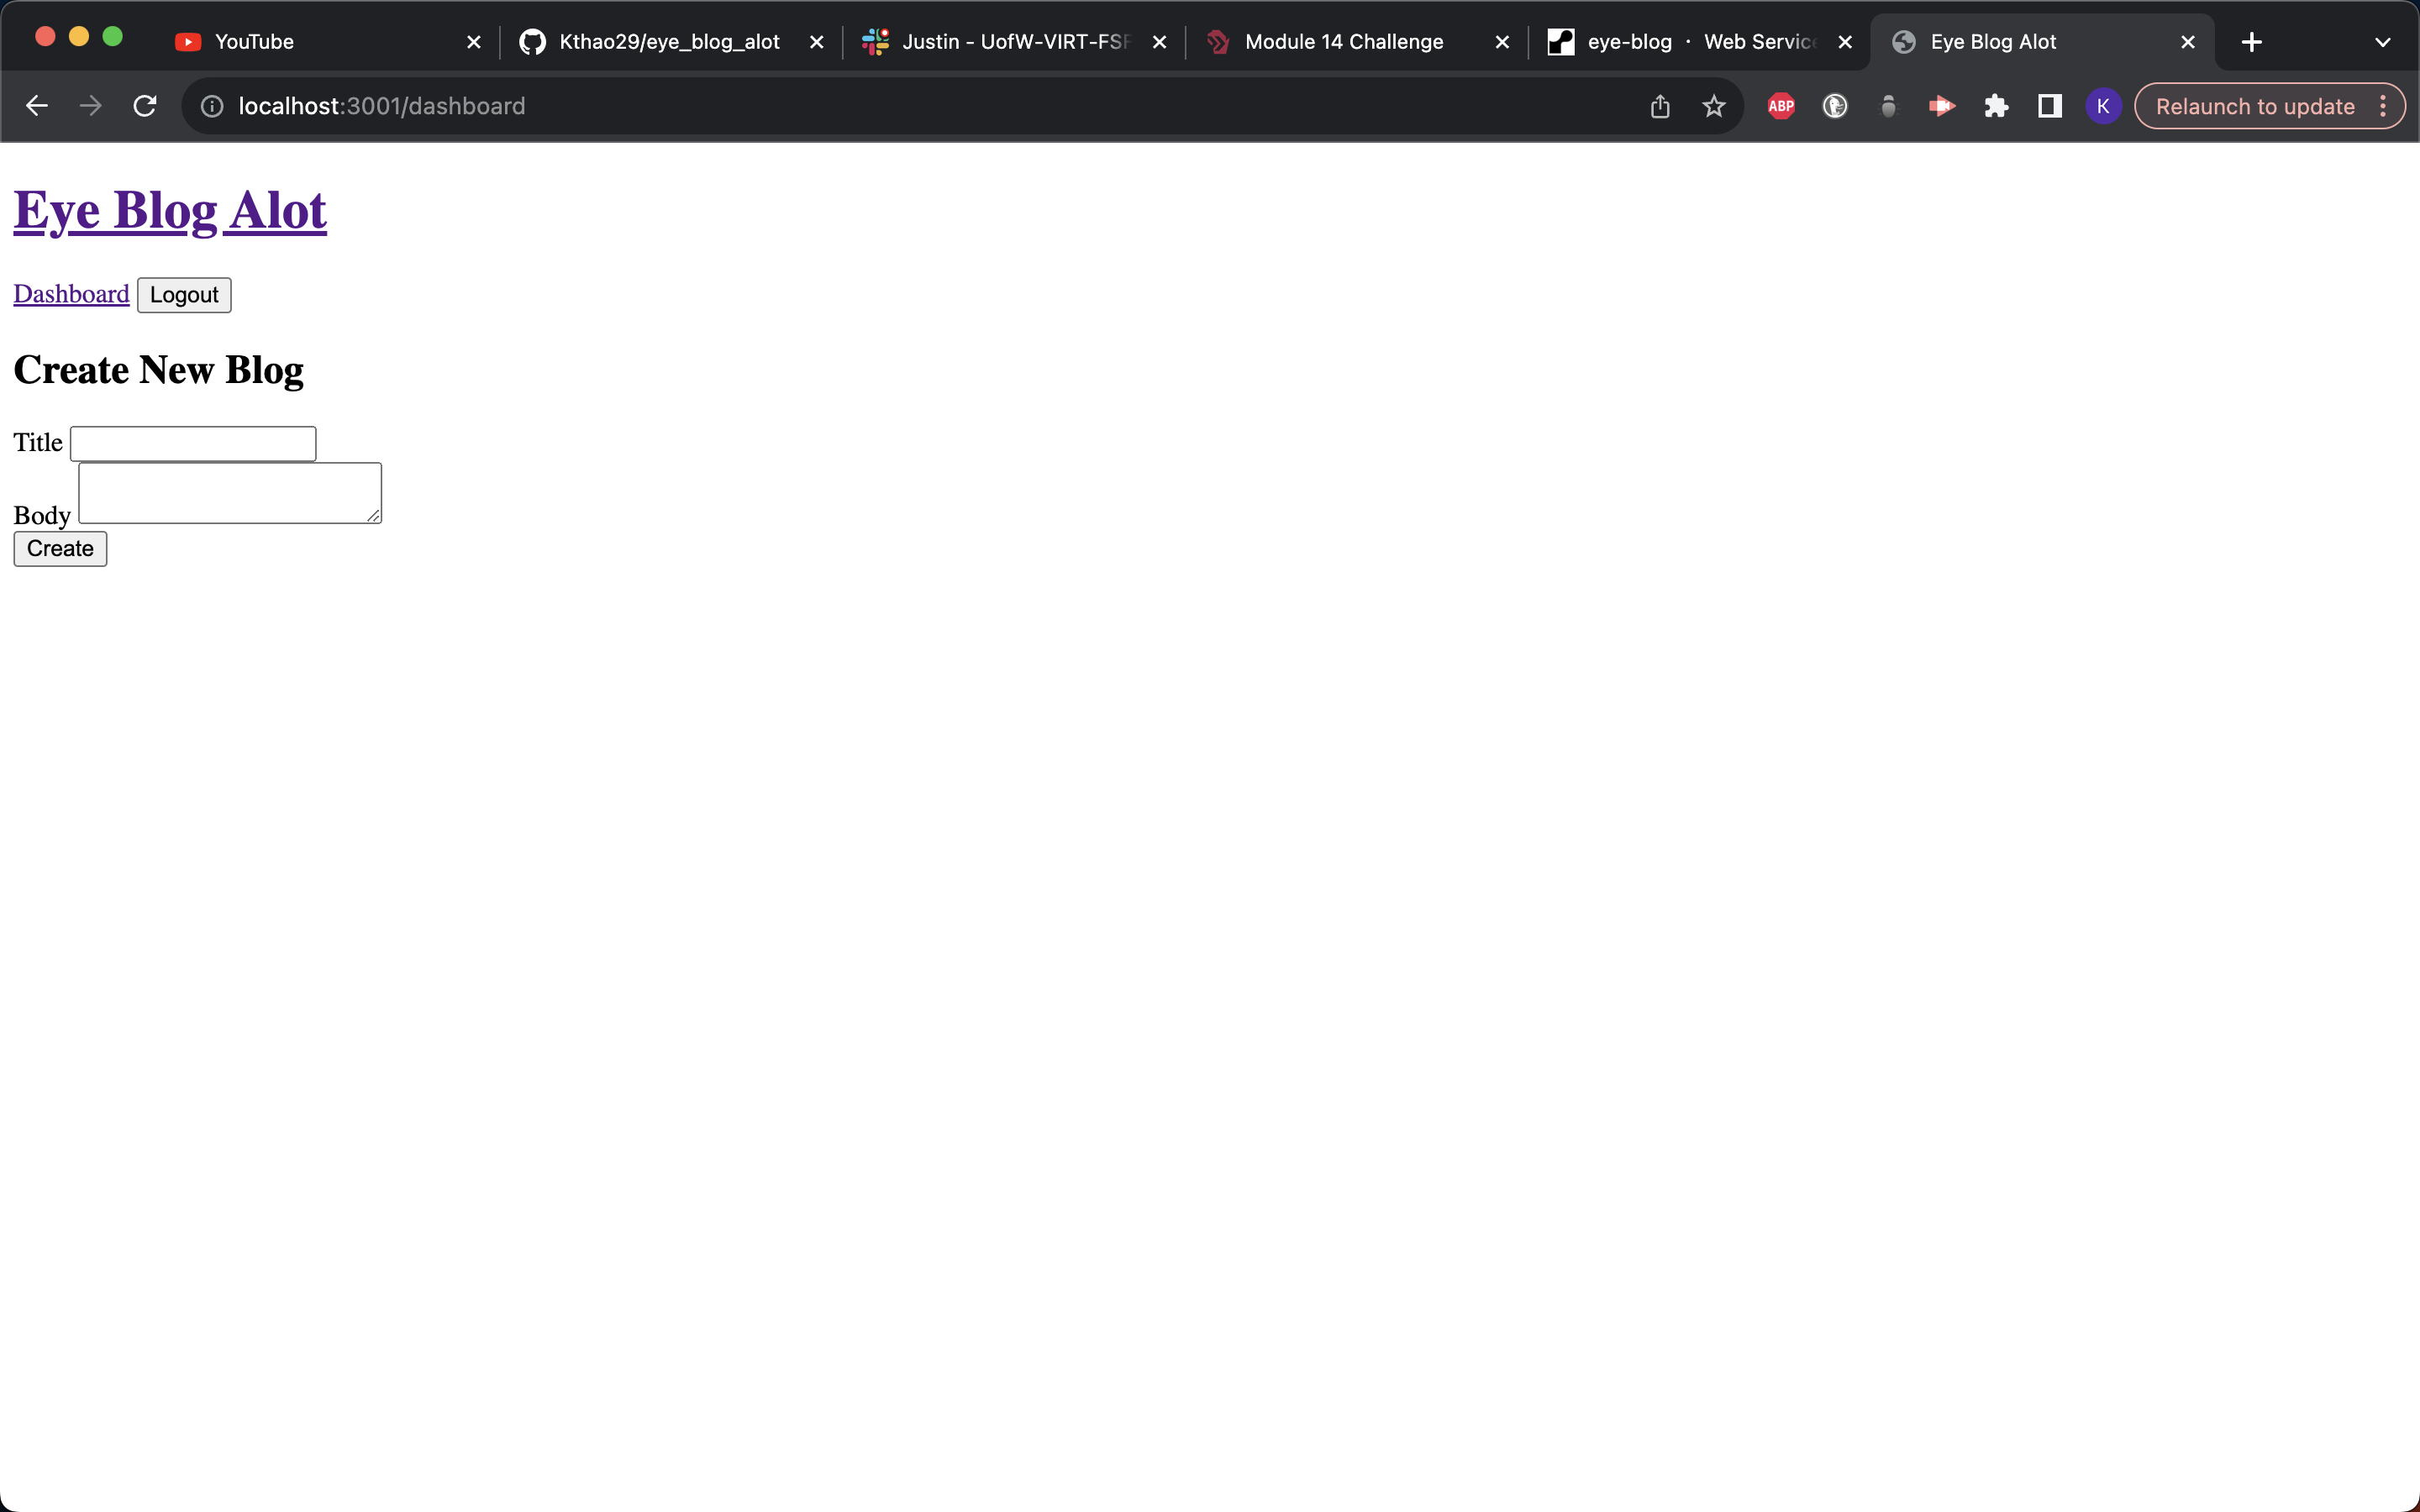 YouTube
Kthao29/eye_blog_alot
Justin - UofW-VIRT-FSF
Module 14 Challenge
eye-blog · Web Service
Eye Blog Alot
localhost:3001/dashboard
ABP
K
Relaunch to update
Eye Blog Alot
Dashboard Logout
Create New Blog
Title
Body
Create